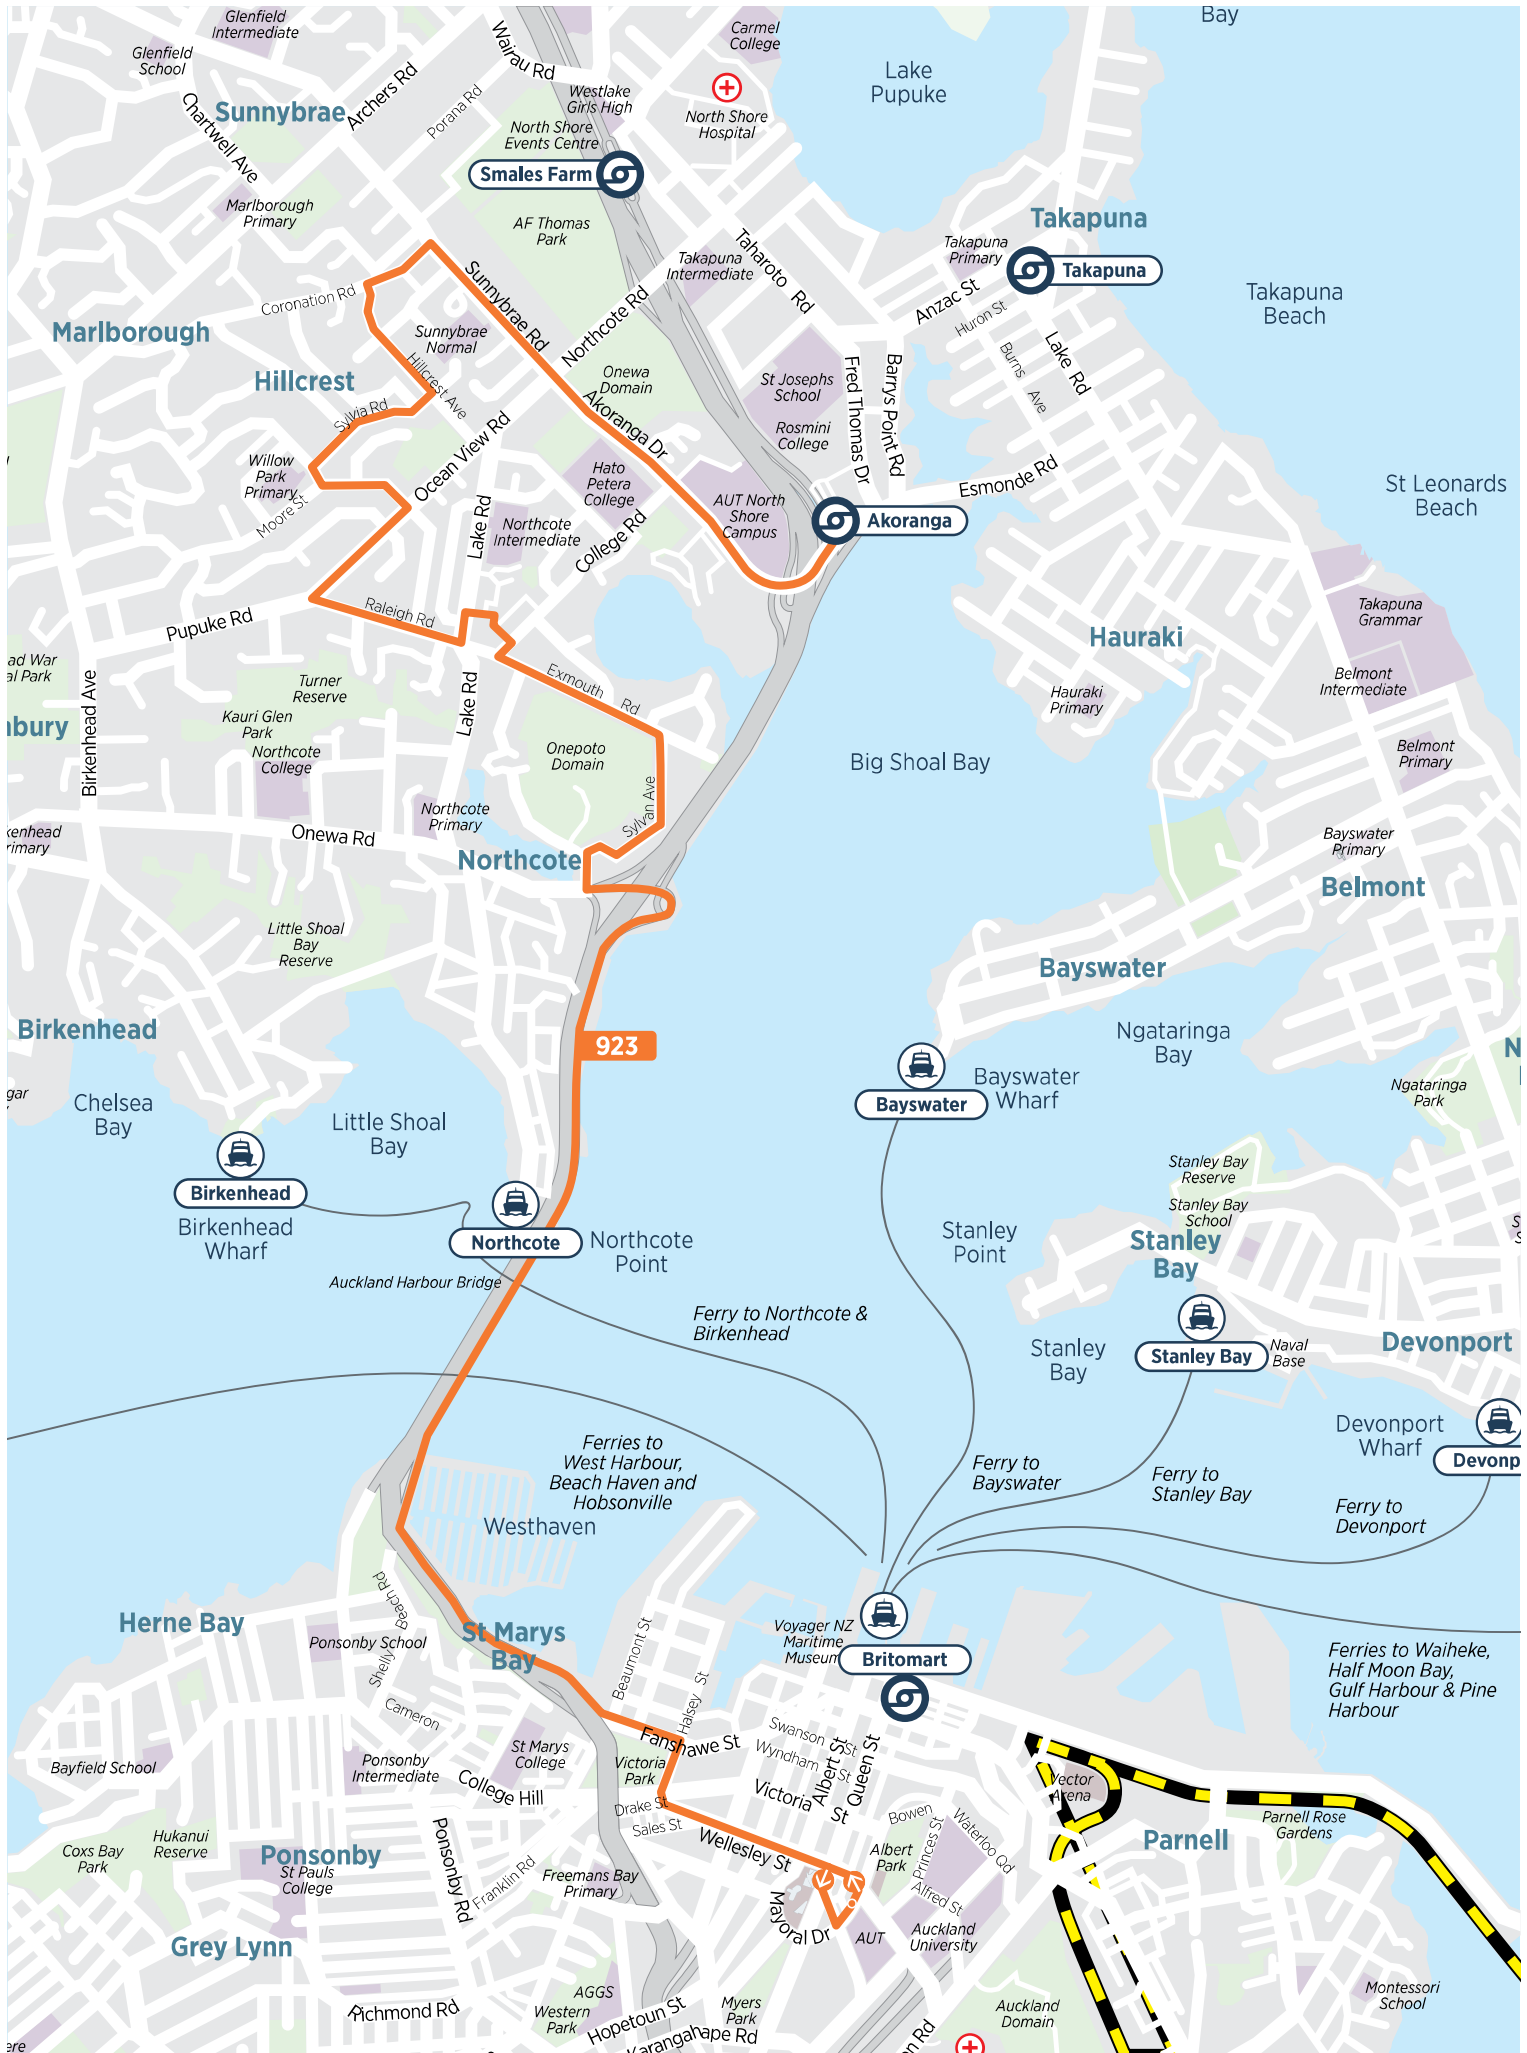 Glenfield
Intermediate
Glenfield
School
Sunnybrae
Archers Rd
Chartwell Ave
Porana Rd
Wairau Rd
Westlake
Girls High
North Shore
Events Centre
Smales Farm
Carmel
College
North Shore
Hospital
Lake
Pupuke
Bay
Marlborough
Primary
AF Thomas
Park
Takapuna
Intermediate
Taharoto Rd
Takapuna
Takapuna
Primary
Takapuna
Anzac St
Huron St
Burns Ave
Lake Rd
Takapuna
Beach
Coronation Rd
Marlborough
Sunnybrae
Normal
Sunnybrae Rd
Northcote Rd
Hillcrest
Hillcrest Ave
Sylvia Rd
Onewa
Domain
Akoranga Dr
St Josephs
School
Rosmini
College
Fred Thomas Dr
Barrys Point Rd
Esmonde Rd
Ocean View Rd
Willow
Park
Primary
Moore St
Hato
Petera
College
AUT North
Shore
Campus
Akoranga
St Leonards
Beach
Lake Rd
Northcote
Intermediate
College Rd
Raleigh Rd
Pupuke Rd
Takapuna
Grammar
Hauraki
Belmont
Intermediate
Hauraki
Primary
ad War
al Park
Turner
Reserve
Exmouth Rd
Birkenhead Ave
Kauri Glen
Park
Northcote
College
Lake Rd
bury
Onepoto
Domain
Big Shoal Bay
Belmont
Primary
Sylvan Ave
Northcote
Primary
Onewa Rd
kenhead
rimary
Northcote
Bayswater
Primary
Belmont
Little Shoal
Bay
Reserve
Bayswater
Birkenhead
923
Ngataringa
Bay
N
Bayswater
Bayswater
Wharf
Ngataringa
Park
gar
Chelsea
Bay
Little Shoal
Bay
Birkenhead
Birkenhead
Wharf
Northcote
Northcote
Point
Stanley Bay
Reserve
Stanley Bay
School
Stanley
Point
Stanley
Bay
Auckland Harbour Bridge
Ferry to Northcote &
Birkenhead
Stanley
Bay
Stanley Bay
Naval
Base
Devonport
Devonport
Wharf
Devonp
Ferries to
West Harbour,
Beach Haven and
Hobsonville
Ferry to
Bayswater
Ferry to
Stanley Bay
Ferry to
Devonport
Westhaven
Herne Bay
Beach Rd
Shelly
Ponsonby School
St Marys
Bay
Beaumont St
Halsey St
Voyager NZ
Maritime
Museum
Britomart
Ferries to Waiheke,
Half Moon Bay,
Gulf Harbour & Pine
Harbour
Cameron
Bayfield School
Ponsonby
Intermediate
St Marys
College
College Hill
Fanshawe St
Victoria
Park
Swanson St
Wyndham St
Albert St
Queen St
Victoria St
Drake St
Sales St
Wellesley St
Bowen
Princes St
Waterloo Qd
Vector
Arena
Parnell Rose
Gardens
Parnell
Coxs Bay
Park
Hukanui
Reserve
Ponsonby
St Pauls
College
Ponsonby Rd
Franklin Rd
Freemans Bay
Primary
Albert
Park
Alfred St
Mayoral Dr
AUT
Auckland
University
Grey Lynn
Richmond Rd
AGGS
Western
Park
Hopetoun St
Myers
Park
Karangahape Rd
Auckland
Domain
Montessori
School
on Rd
ere